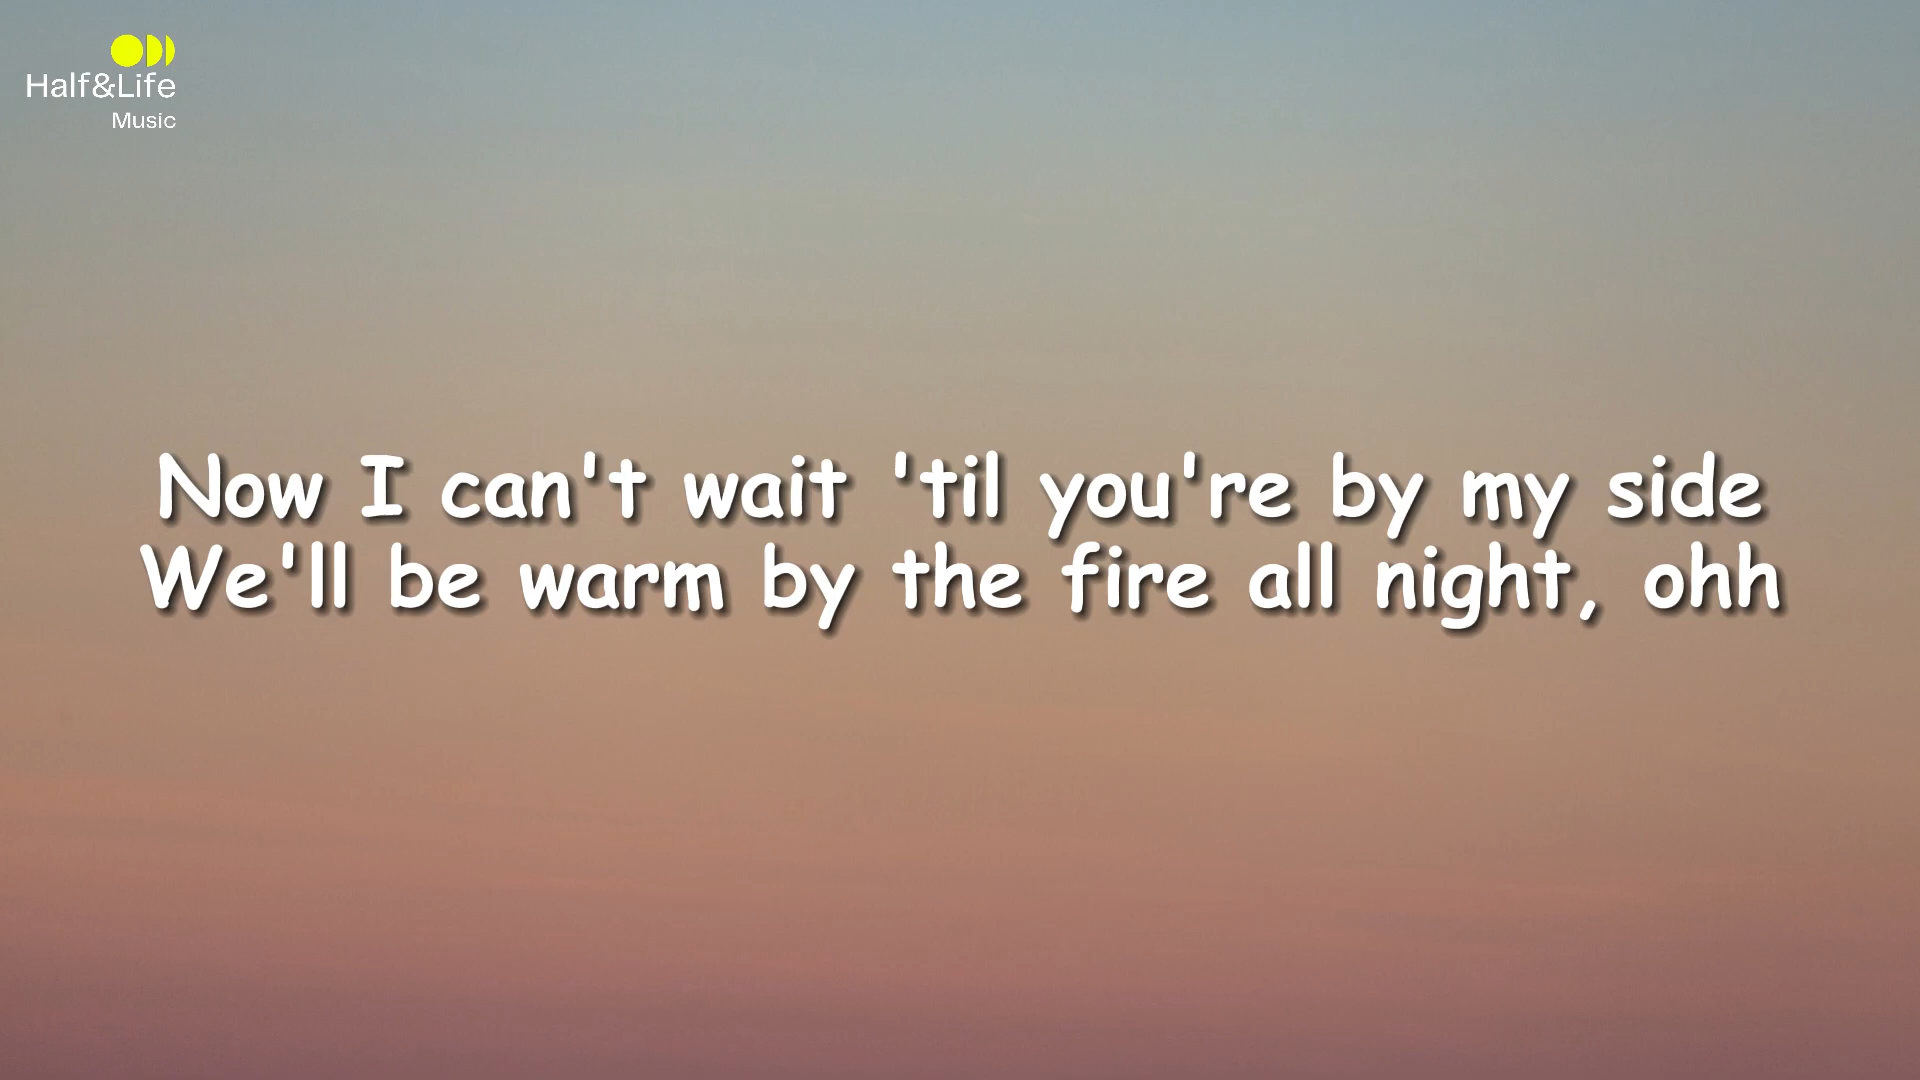 Half&Life
Music
Now I can't wait 'til you're by my side
We'll be warm by the fire all night, ohh